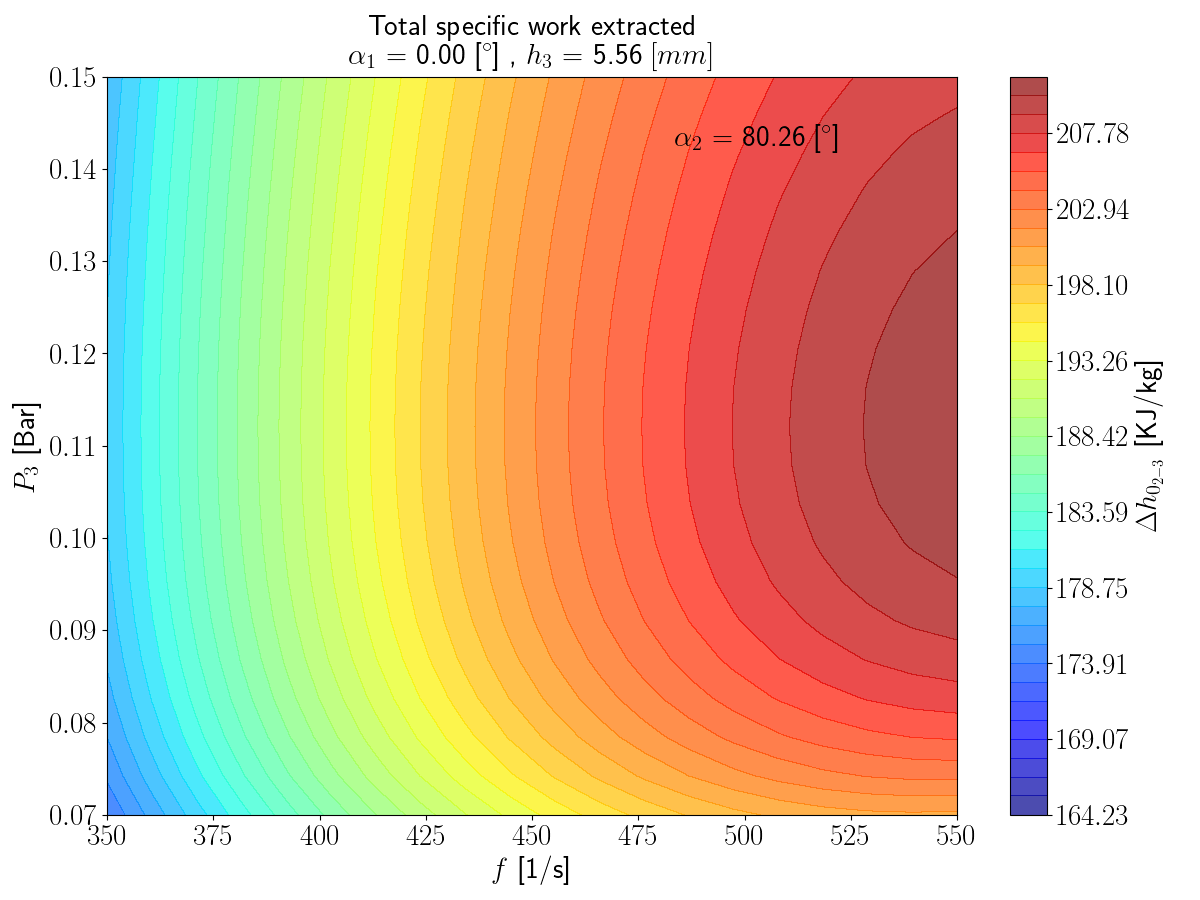 Total specific work extracted
α₁ = 0.00 [°] , h₃ = 5.56 [mm]
α₂ = 80.26 [°]
0.15
0.14
0.13
0.12
0.11
0.10
0.09
0.08
0.07
P₃ [Bar]
350 375 400 425 450 475 500 525 550
f [1/s]
207.78
202.94
198.10
193.26
188.42
183.59
178.75
173.91
169.07
164.23
Δh₀₂₋₃ [KJ/kg]